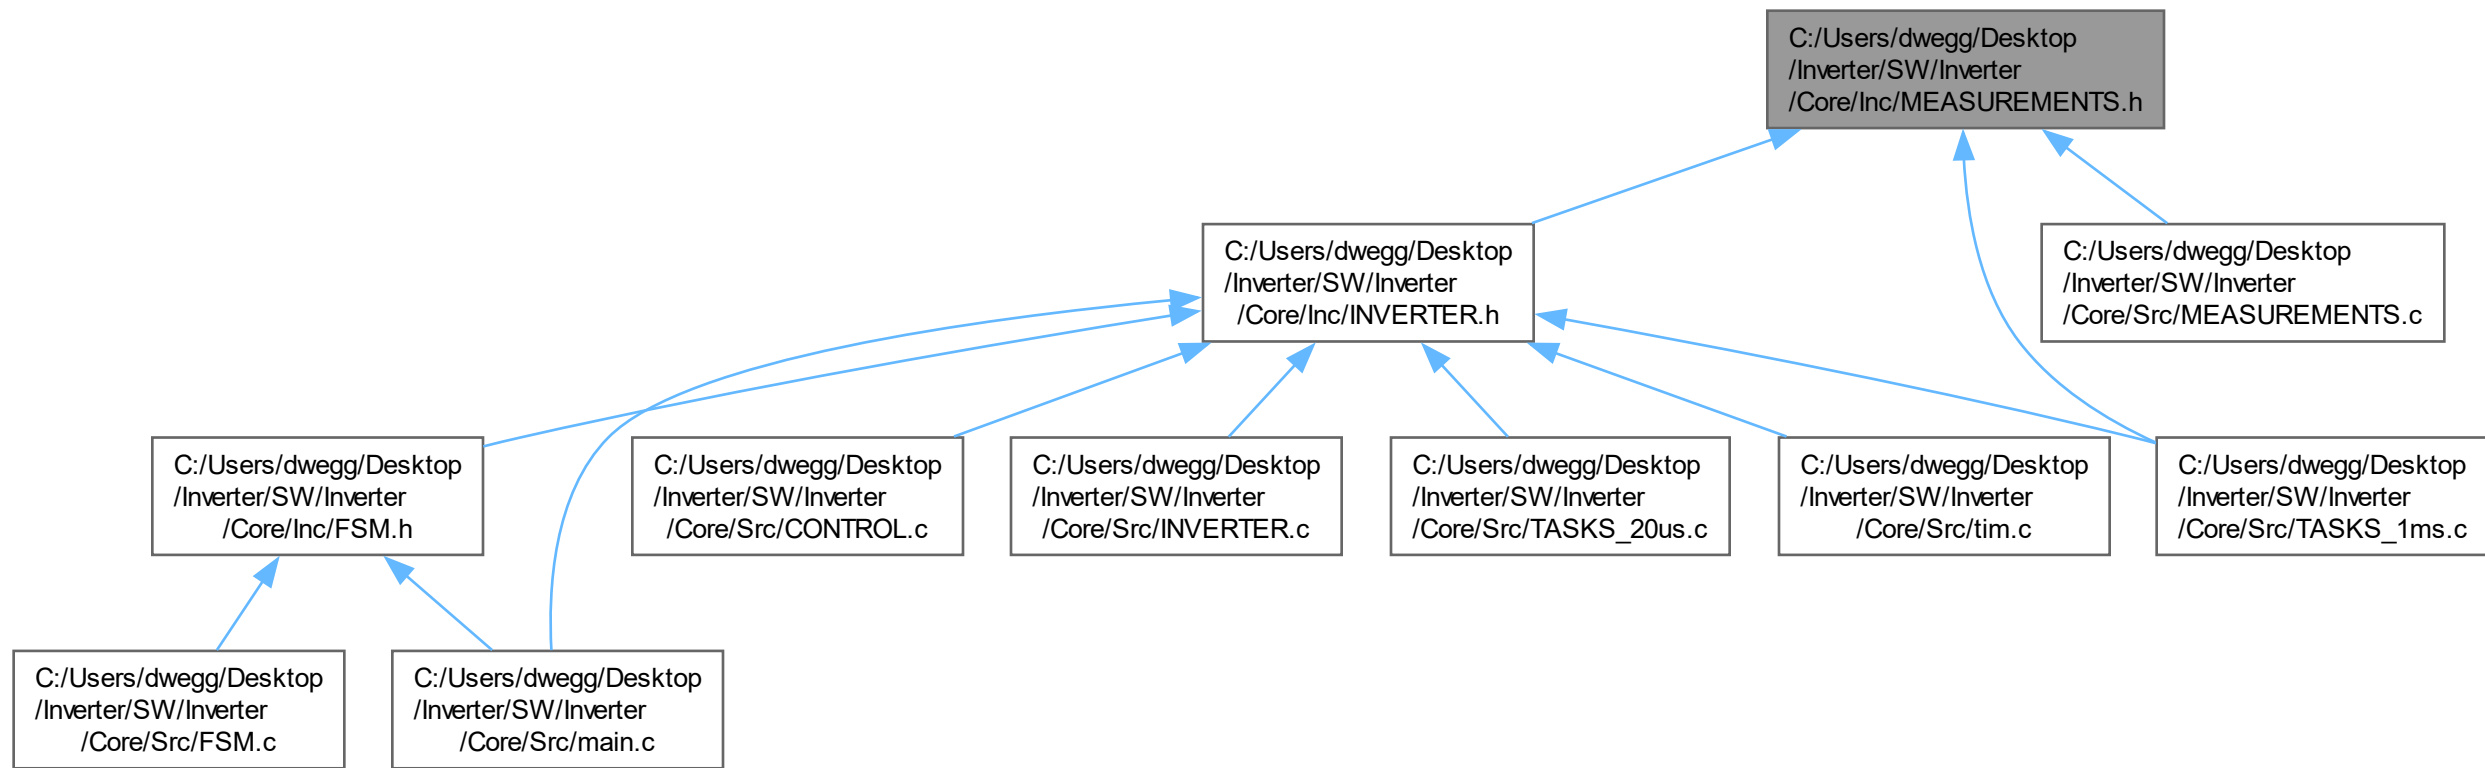 C:/Users/dwegg/Desktop
/Inverter/SW/Inverter
/Core/Inc/MEASUREMENTS.h
C:/Users/dwegg/Desktop
/Inverter/SW/Inverter
/Core/Inc/INVERTER.h
C:/Users/dwegg/Desktop
/Inverter/SW/Inverter
/Core/Src/MEASUREMENTS.c
C:/Users/dwegg/Desktop
/Inverter/SW/Inverter
/Core/Inc/FSM.h
C:/Users/dwegg/Desktop
/Inverter/SW/Inverter
/Core/Src/CONTROL.c
C:/Users/dwegg/Desktop
/Inverter/SW/Inverter
/Core/Src/INVERTER.c
C:/Users/dwegg/Desktop
/Inverter/SW/Inverter
/Core/Src/TASKS_20us.c
C:/Users/dwegg/Desktop
/Inverter/SW/Inverter
/Core/Src/tim.c
C:/Users/dwegg/Desktop
/Inverter/SW/Inverter
/Core/Src/TASKS_1ms.c
C:/Users/dwegg/Desktop
/Inverter/SW/Inverter
/Core/Src/FSM.c
C:/Users/dwegg/Desktop
/Inverter/SW/Inverter
/Core/Src/main.c